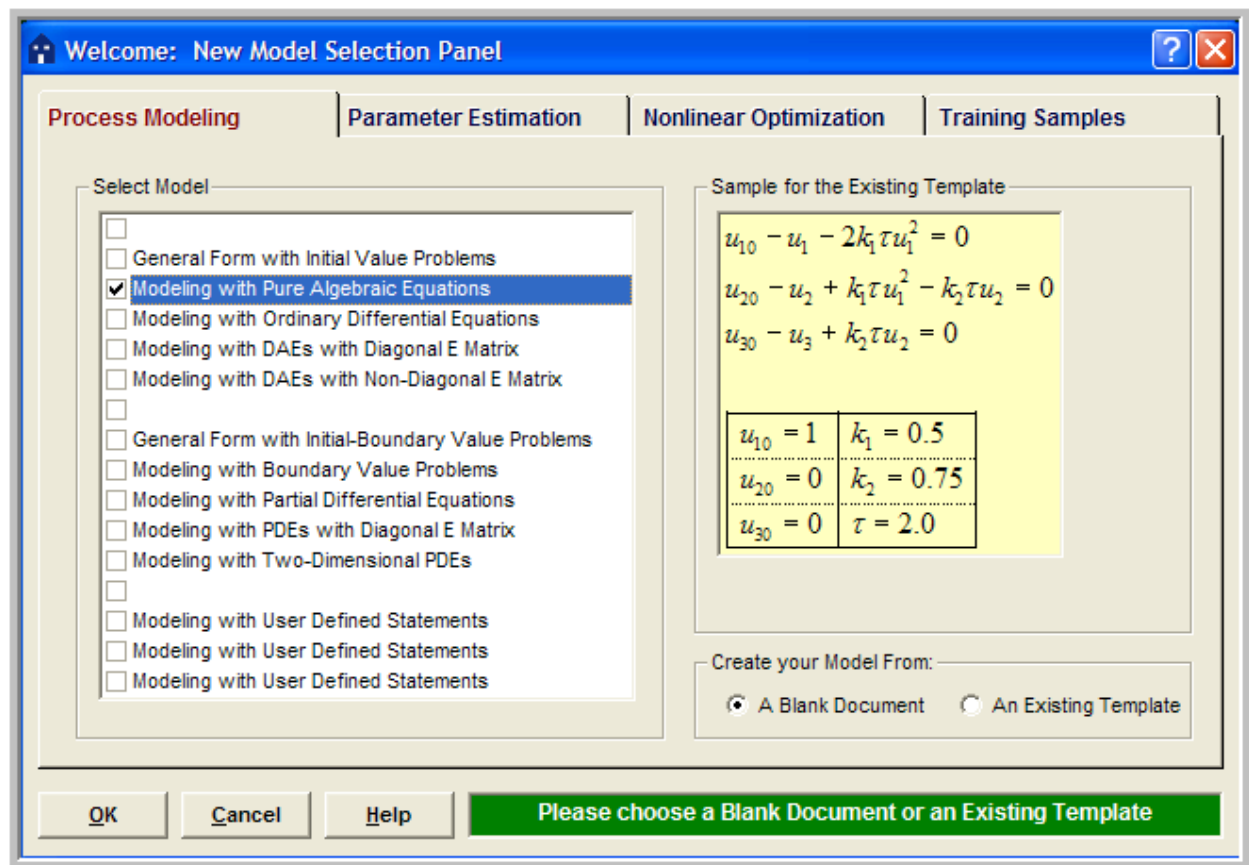 Welcome: New Model Selection Panel
Process Modeling
Parameter Estimation
Nonlinear Optimization
Training Samples
Select Model
General Form with Initial Value Problems
Modeling with Pure Algebraic Equations
Modeling with Ordinary Differential Equations
Modeling with DAEs with Diagonal E Matrix
Modeling with DAEs with Non-Diagonal E Matrix
General Form with Initial-Boundary Value Problems
Modeling with Boundary Value Problems
Modeling with Partial Differential Equations
Modeling with PDEs with Diagonal E Matrix
Modeling with Two-Dimensional PDEs
Modeling with User Defined Statements
Modeling with User Defined Statements
Modeling with User Defined Statements
Sample for the Existing Template
u₁₀ − u₁ − 2k₁τu₁² = 0
u₂₀ − u₂ + k₁τu₁² − k₂τu₂ = 0
u₃₀ − u₃ + k₂τu₂ = 0
u₁₀ = 1 k₁ = 0.5
u₂₀ = 0 k₂ = 0.75
u₃₀ = 0 τ = 2.0
Create your Model From:
A Blank Document An Existing Template
OK Cancel Help Please choose a Blank Document or an Existing Template